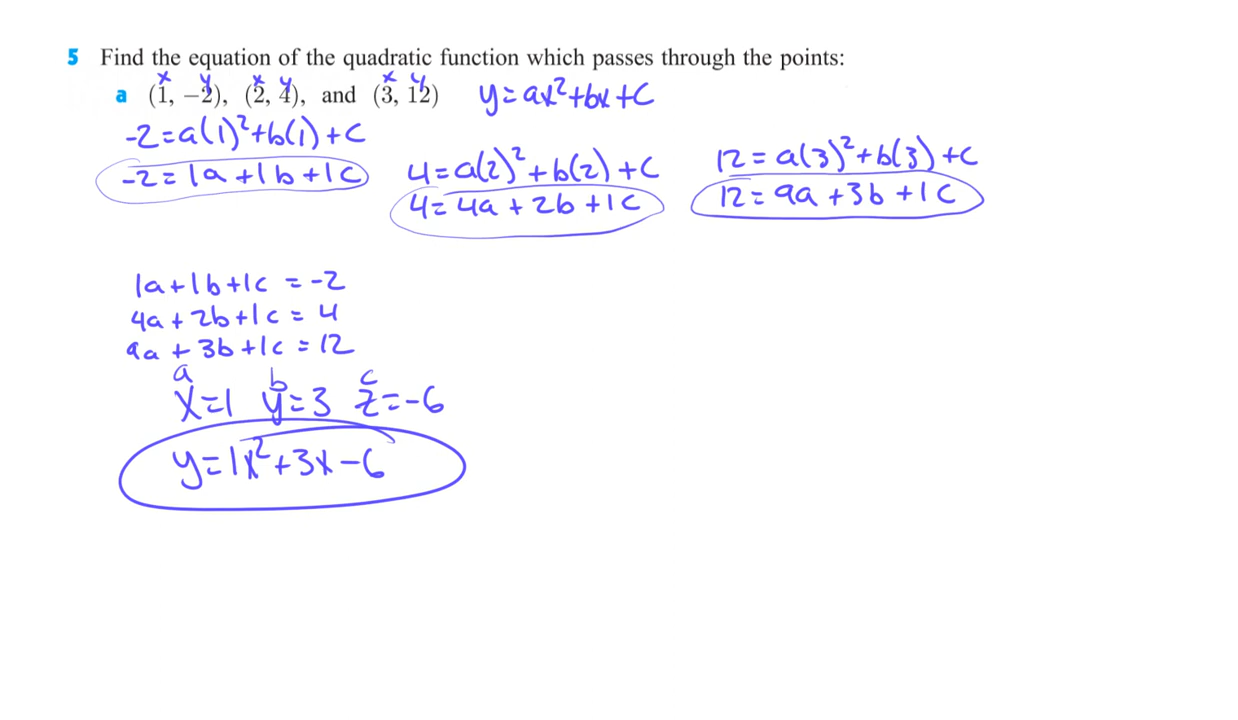 5 Find the equation of the quadratic function which passes through the points:
x y x y x y
a (1, −2), (2, 4), and (3, 12) y=ax²+bx+c
-2=a(1)²+b(1)+c
-2=1a+1b+1c
4=a(2)²+b(2)+c
4=4a+2b+1c
12=a(3)²+b(3)+c
12=9a+3b+1c
1a+1b+1c=-2
4a+2b+1c=4
9a+3b+1c=12
a b c
x=1 y=3 z=-6
y=1x²+3x-6